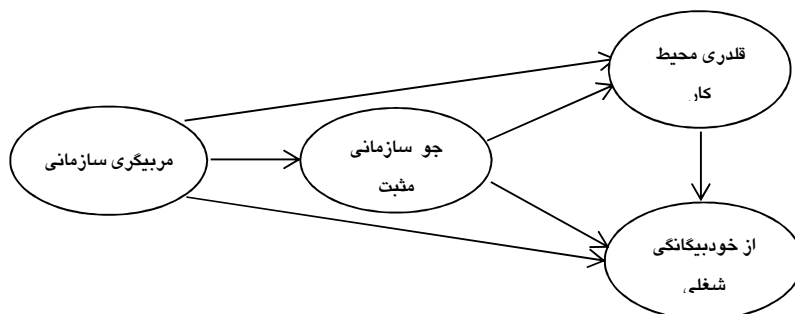 قلدری محیط
کار
مربیگری سازمانی
جو سازمانی
مثبت
از خودبیگانگی
شغلی